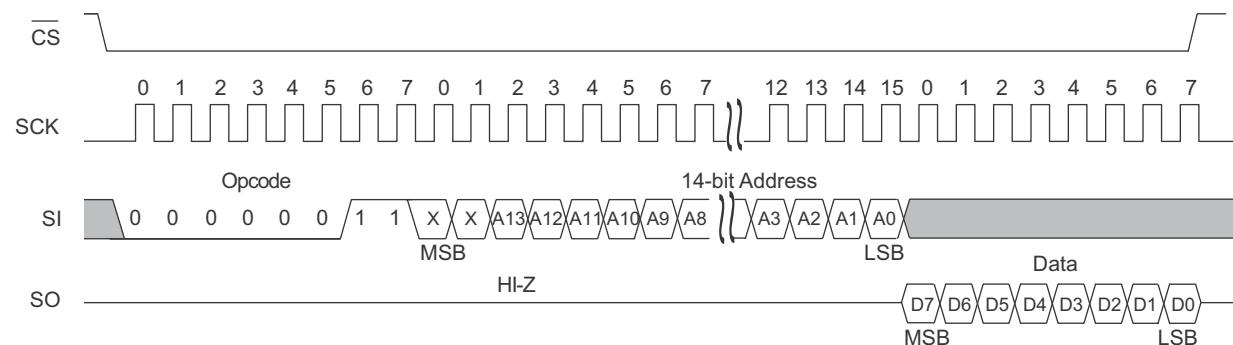 CS
0 1 2 3 4 5 6 7 0 1 2 3 4 5 6 7 12 13 14 15 0 1 2 3 4 5 6 7
SCK
Opcode 14-bit Address
SI 0 0 0 0 0 0 1 1 X X A13 A12 A11 A10 A9 A8 A3 A2 A1 A0
MSB LSB
HI-Z Data
SO D7 D6 D5 D4 D3 D2 D1 D0
MSB LSB